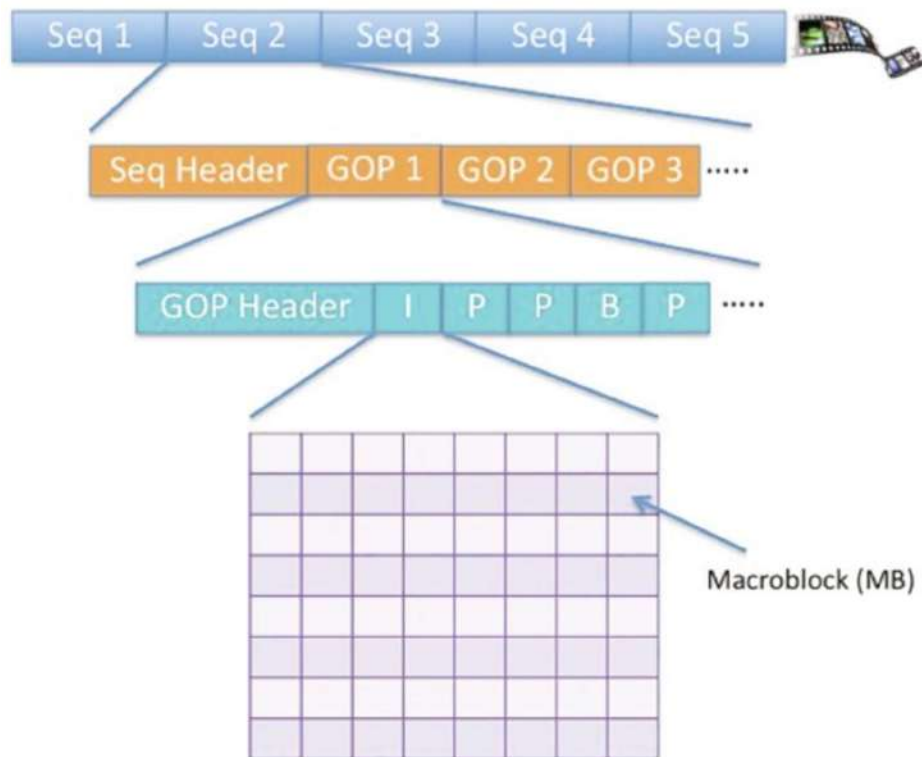 Seq 1 Seq 2 Seq 3 Seq 4 Seq 5
Seq Header GOP 1 GOP 2 GOP 3 .....
GOP Header I P P B P .....
Macroblock (MB)